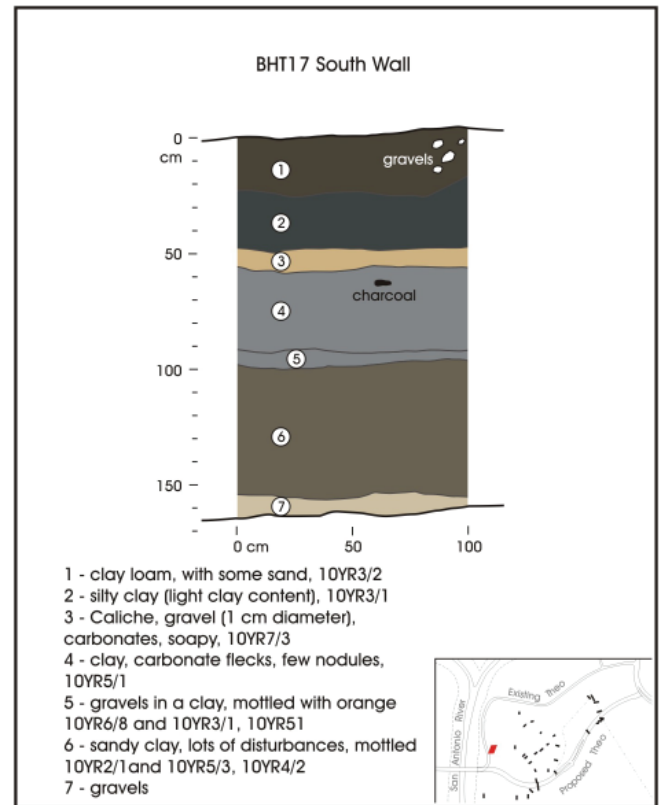 BHT17 South Wall
0
cm
gravels
1
2
50
3
charcoal
4
5
100
6
150
7
0 cm
50
100
1 - clay loam, with some sand, 10YR3/2
2 - silty clay (light clay content), 10YR3/1
3 - Caliche, gravel (1 cm diameter),
carbonates, soapy, 10YR7/3
4 - clay, carbonate flecks, few nodules,
10YR5/1
5 - gravels in a clay, mottled with orange
10YR6/8 and 10YR3/1, 10YR51
6 - sandy clay, lots of disturbances, mottled
10YR2/1and 10YR5/3, 10YR4/2
7 - gravels
Existing Theo
San Antonio River
Proposed Theo